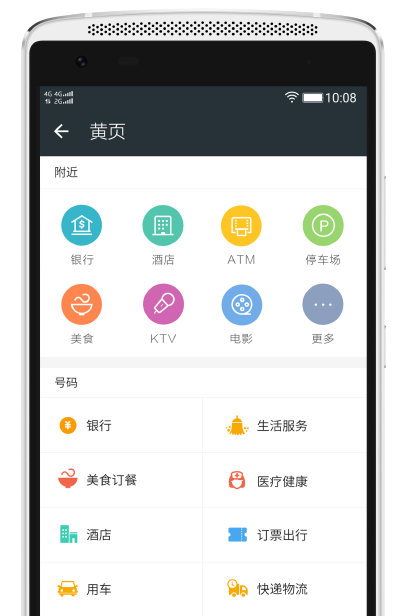 4G 4G 10:08
2G
黄页
附近
银行 酒店 ATM 停车场
美食 KTV 电影 更多
号码
银行 生活服务
美食订餐 医疗健康
酒店 订票出行
用车 快递物流